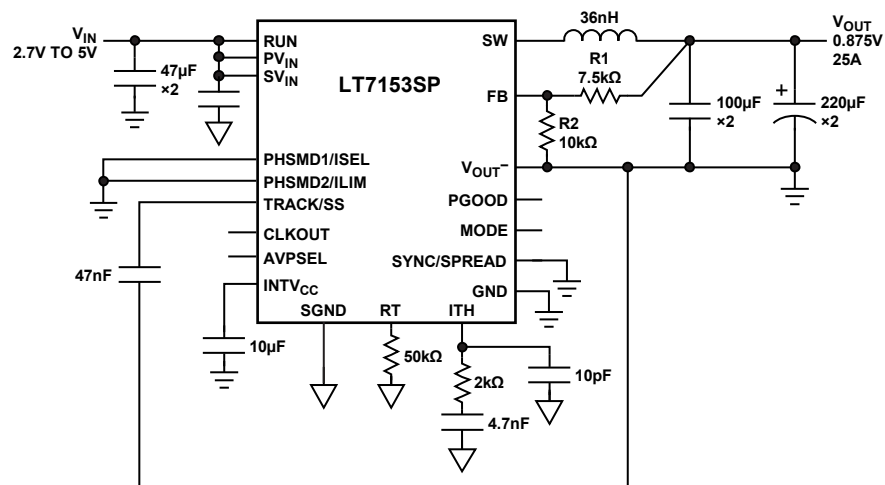 VIN
2.7V TO 5V
47µF
×2
RUN
PVIN
SVIN
LT7153SP
PHSMD1/ISEL
PHSMD2/ILIM
TRACK/SS
CLKOUT
AVPSEL
INTVCC
47nF
10µF
SGND
RT
ITH
50kΩ
2kΩ
4.7nF
10pF
SW
FB
VOUT–
PGOOD
MODE
SYNC/SPREAD
GND
36nH
R1
7.5kΩ
R2
10kΩ
100µF
×2
+
220µF
×2
VOUT
0.875V
25A